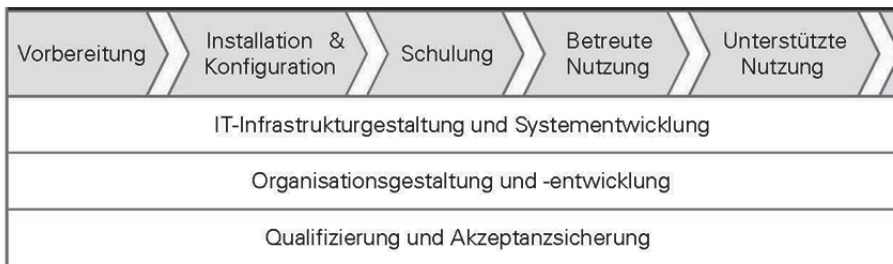 Vorbereitung
Installation &
Konfiguration
Schulung
Betreute
Nutzung
Unterstützte
Nutzung
IT-Infrastrukturgestaltung und Systementwicklung
Organisationsgestaltung und -entwicklung
Qualifizierung und Akzeptanzsicherung